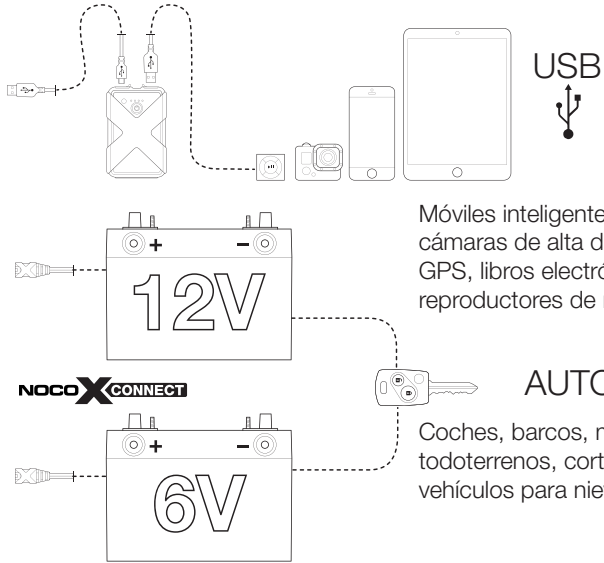 USB
Móviles inteligente
cámaras de alta d
GPS, libros electró
reproductores de
12V
NOCO X CONNECT
AUTO
Coches, barcos,
todoterrenos, cort
vehículos para nie
6V